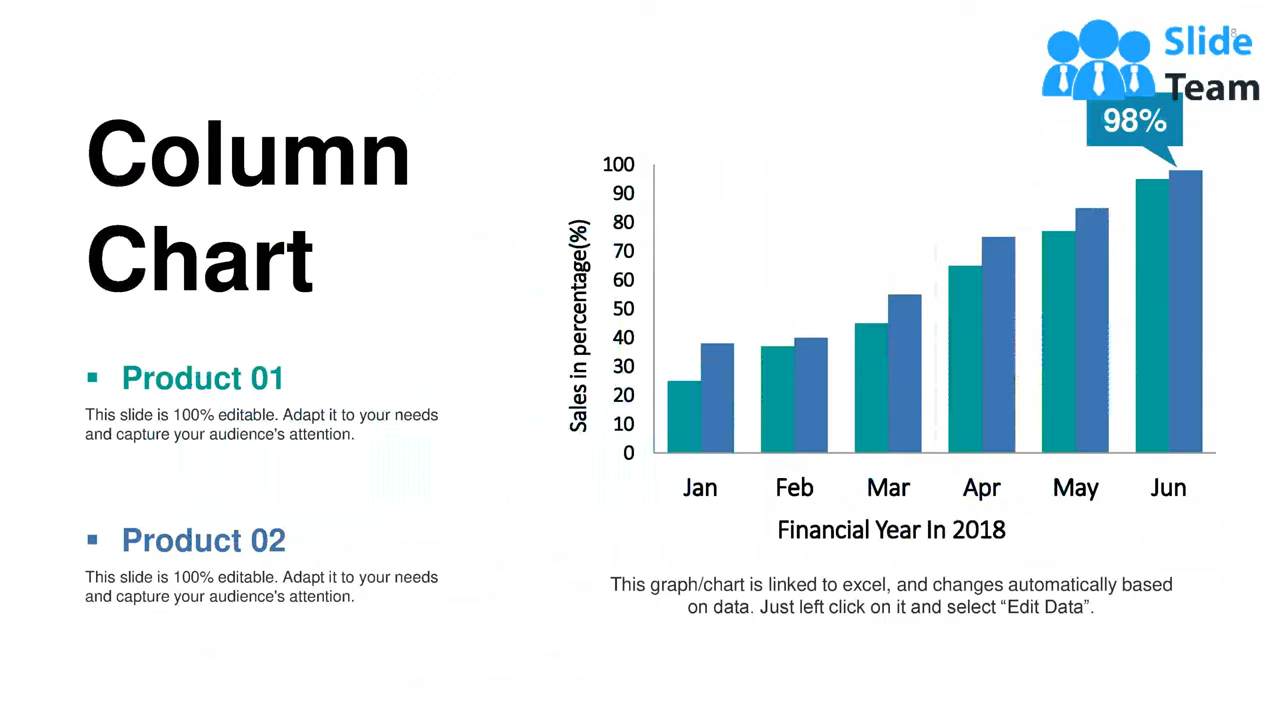 Slide
8
Team
98%
Column
Chart
▪ Product 01
This slide is 100% editable. Adapt it to your needs
and capture your audience's attention.
▪ Product 02
This slide is 100% editable. Adapt it to your needs
and capture your audience's attention.
Sales in percentage(%)
100
90
80
70
60
50
40
30
20
10
0
Jan Feb Mar Apr May Jun
Financial Year In 2018
This graph/chart is linked to excel, and changes automatically based
on data. Just left click on it and select “Edit Data”.